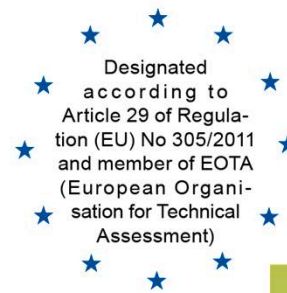 Designated
according to
Article 29 of Regula-
tion (EU) No 305/2011
and member of EOTA
(European Organi-
sation for Technical
Assessment)